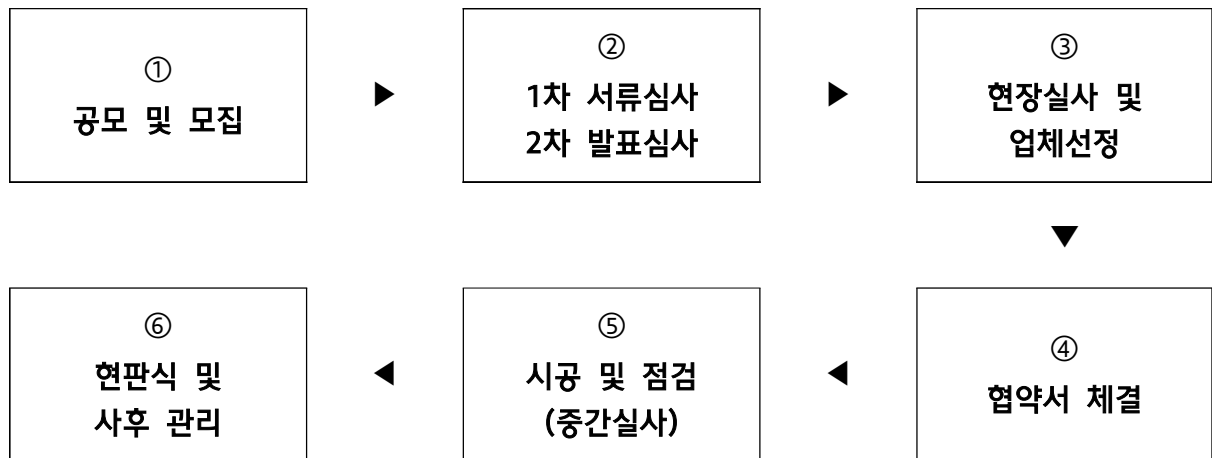 ①
공모 및 모집
▶
②
1차 서류심사
2차 발표심사
▶
③
현장실사 및
업체선정
▼
④
협약서 체결
◀
⑤
시공 및 점검
(중간실사)
◀
⑥
현판식 및
사후 관리